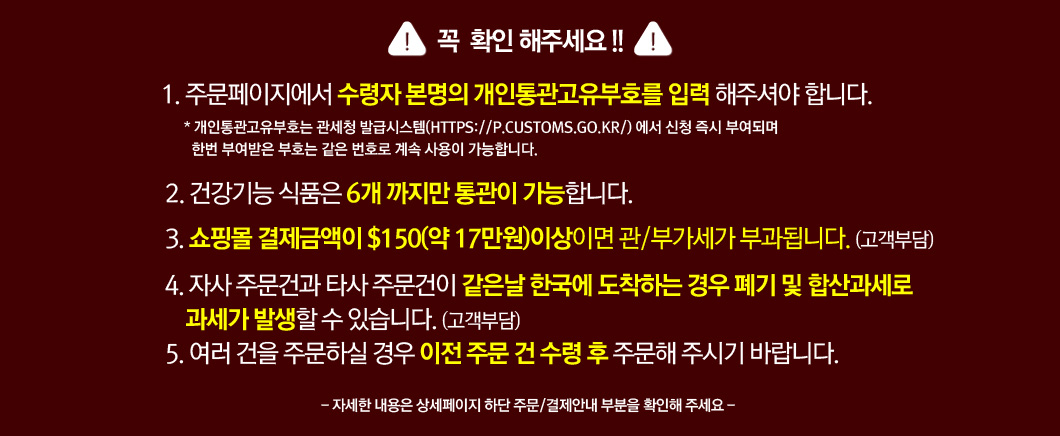 꼭 확인 해주세요 !!
1. 주문페이지에서 수령자 본명의 개인통관고유부호를 입력 해주셔야 합니다.
* 개인통관고유부호는 관세청 발급시스템(HTTPS://P.CUSTOMS.GO.KR/) 에서 신청 즉시 부여되며
한번 부여받은 부호는 같은 번호로 계속 사용이 가능합니다.
2. 건강기능 식품은 6개 까지만 통관이 가능합니다.
3. 쇼핑몰 결제금액이 $150(약 17만원)이상이면 관/부가세가 부과됩니다. (고객부담)
4. 자사 주문건과 타사 주문건이 같은날 한국에 도착하는 경우 폐기 및 합산과세로
과세가 발생할 수 있습니다. (고객부담)
5. 여러 건을 주문하실 경우 이전 주문 건 수령 후 주문해 주시기 바랍니다.
– 자세한 내용은 상세페이지 하단 주문/결제안내 부분을 확인해 주세요 –